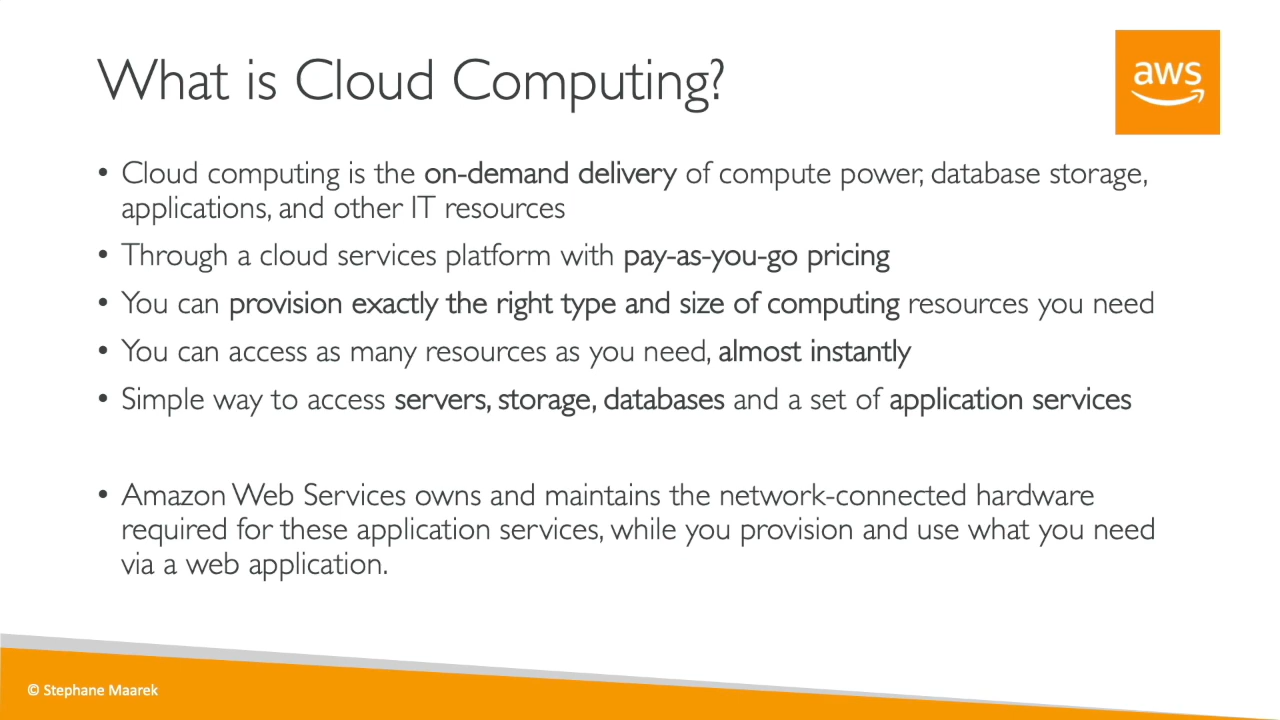 What is Cloud Computing?
aws
• Cloud computing is the on-demand delivery of compute power, database storage,
applications, and other IT resources
• Through a cloud services platform with pay-as-you-go pricing
• You can provision exactly the right type and size of computing resources you need
• You can access as many resources as you need, almost instantly
• Simple way to access servers, storage, databases and a set of application services
• Amazon Web Services owns and maintains the network-connected hardware
required for these application services, while you provision and use what you need
via a web application.
© Stephane Maarek